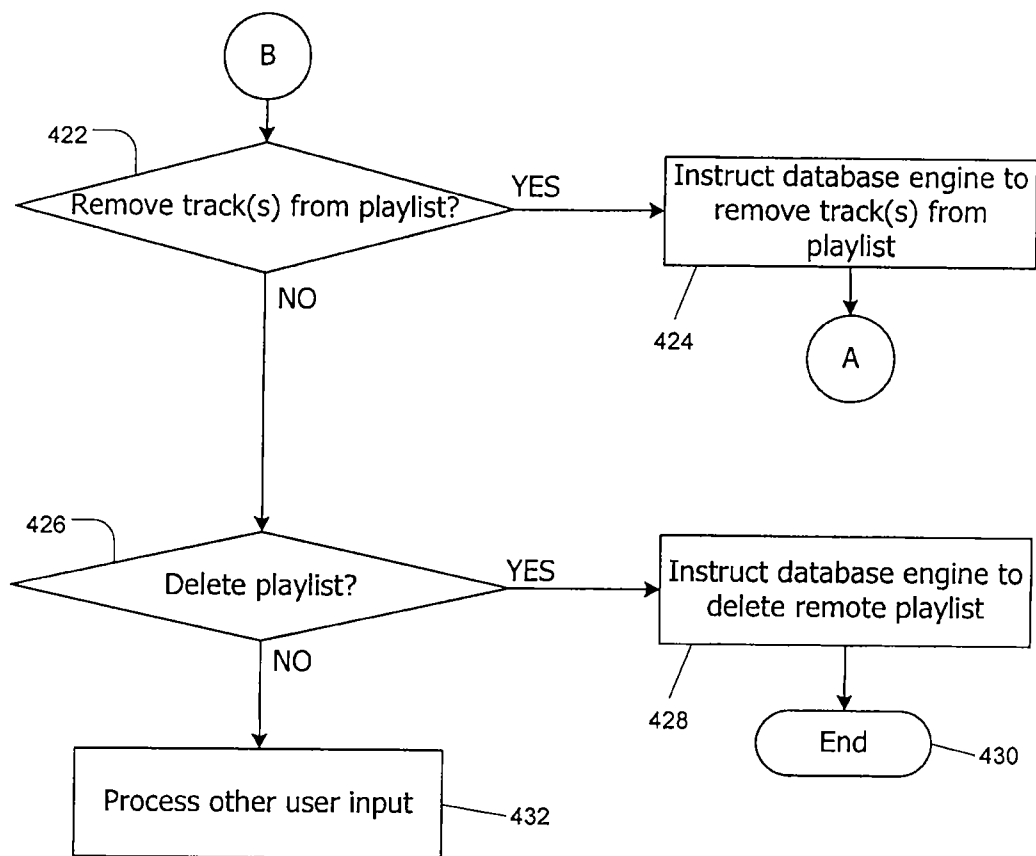 B
422
Remove track(s) from playlist?
YES
Instruct database engine to
remove track(s) from
playlist
NO
424
A
426
Delete playlist?
YES
Instruct database engine to
delete remote playlist
NO
428
End
430
Process other user input
432